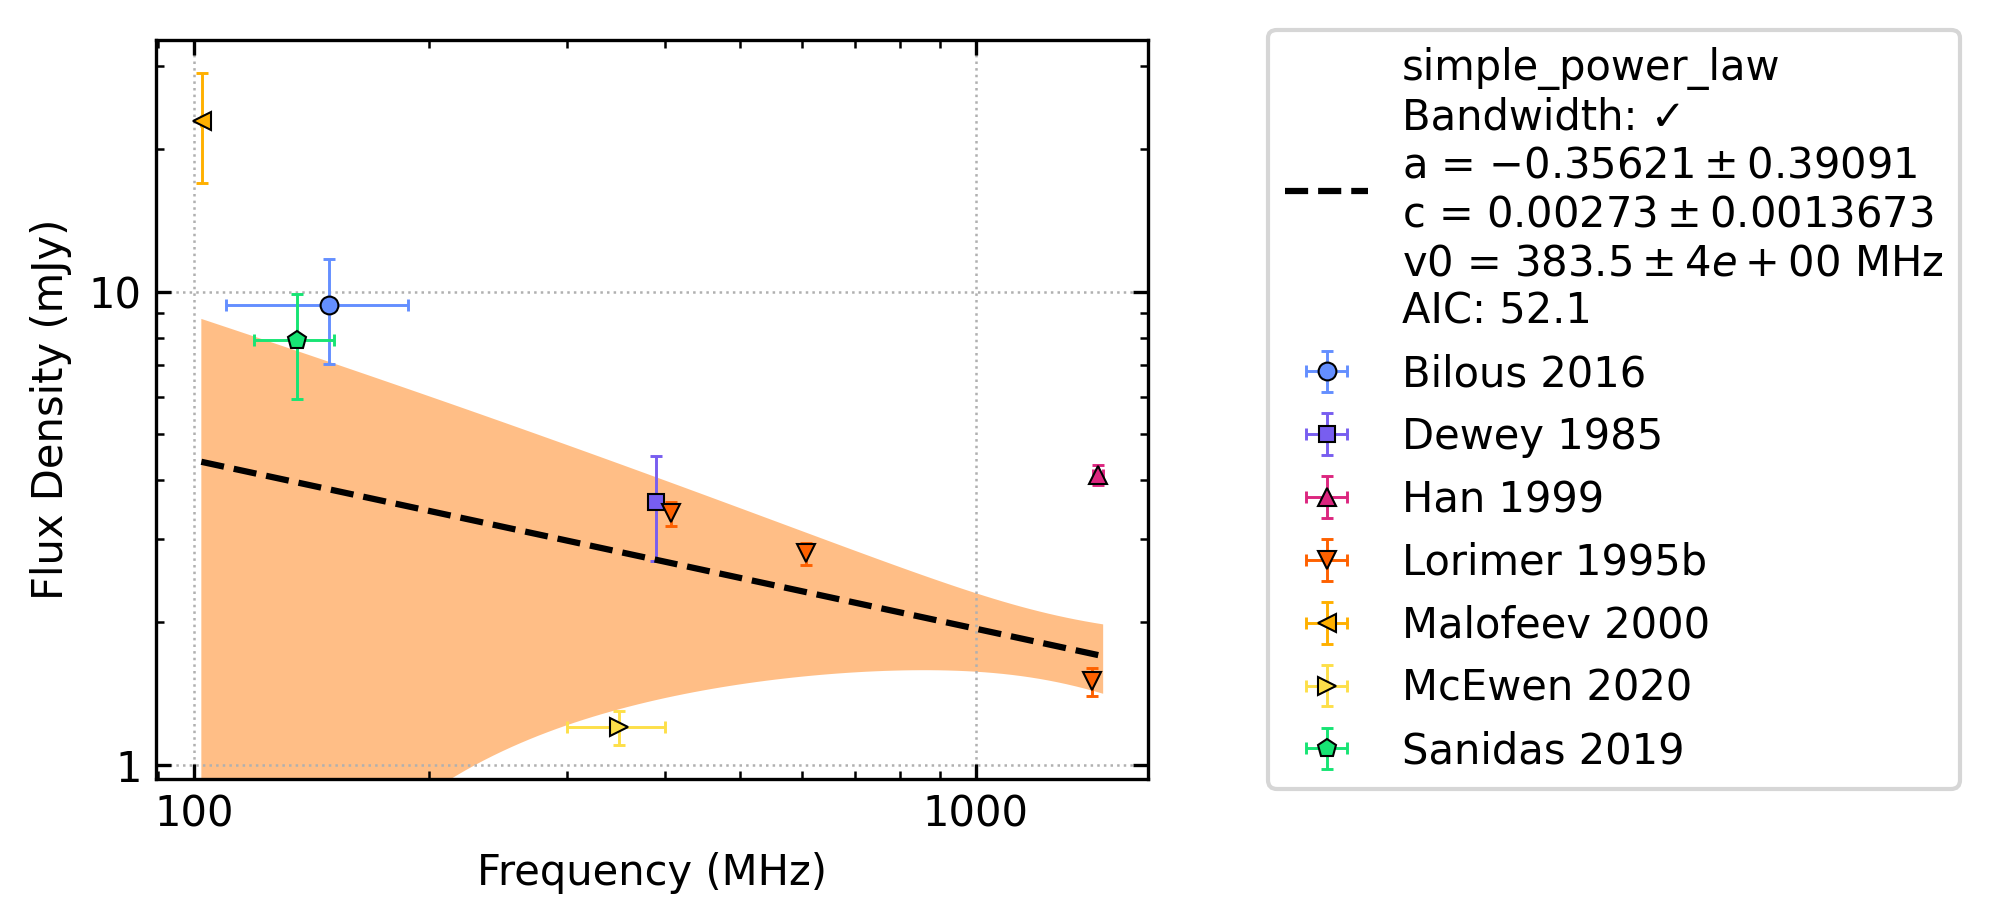 10
1
100
1000
Flux Density (mJy)
Frequency (MHz)
simple_power_law
Bandwidth: ✓
a = −0.35621 ± 0.39091
c = 0.00273 ± 0.0013673
v0 = 383.5 ± 4e + 00 MHz
AIC: 52.1
Bilous 2016
Dewey 1985
Han 1999
Lorimer 1995b
Malofeev 2000
McEwen 2020
Sanidas 2019